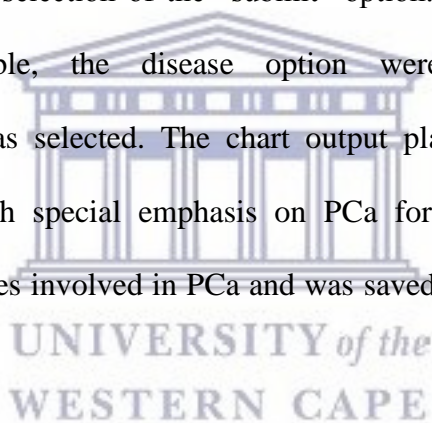 selection of the "submit" option.
ble, the disease option were
as selected. The chart output pla
h special emphasis on PCa for
es involved in PCa and was saved
UNIVERSITY of the
WESTERN CAPE